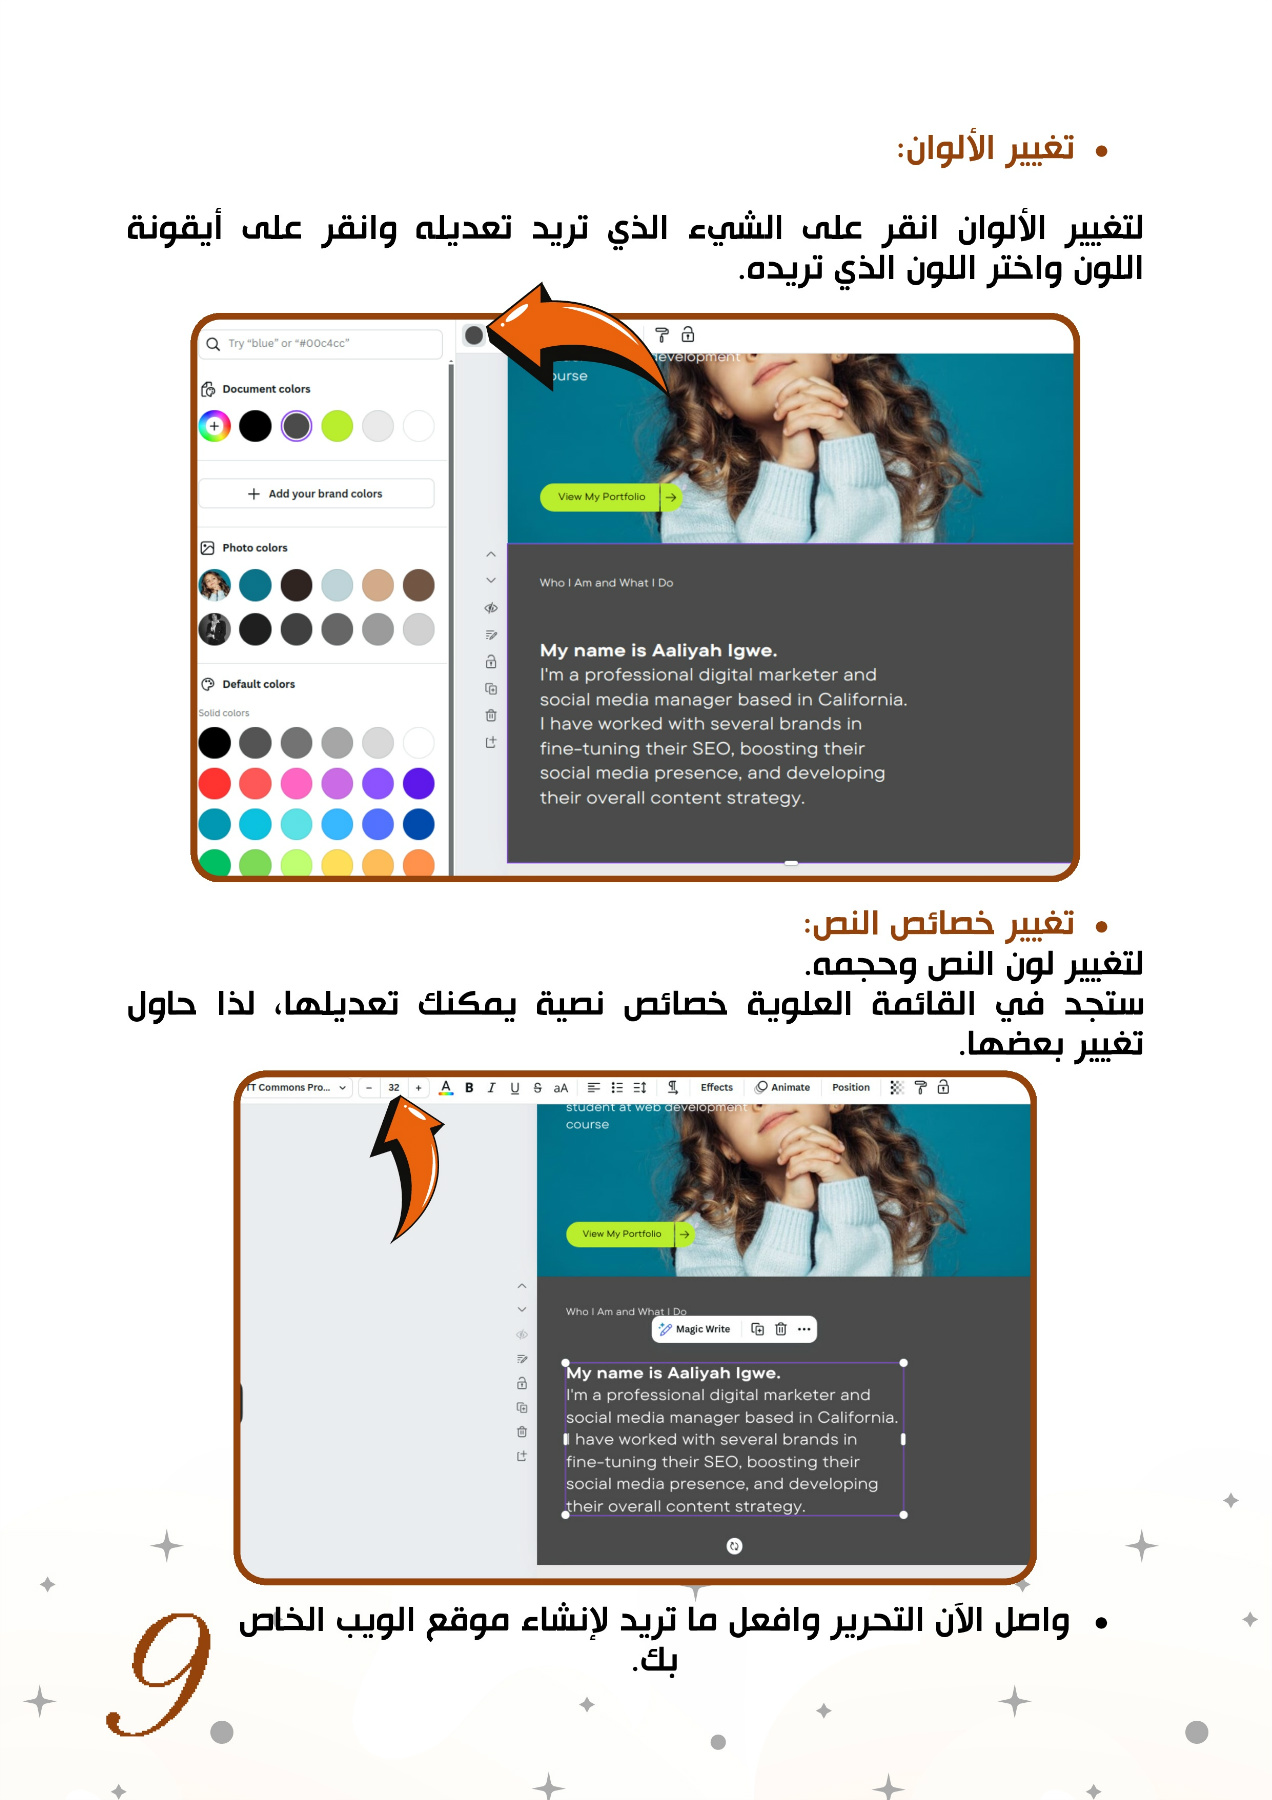 • تغيير الألوان:
لتغيير الألوان انقر على الشيء الذي تريد تعديله وانقر على أيقونة
اللون واختر اللون الذي تريده.
Try "blue" or "#00c4cc"
Document colors
+ Add your brand colors
Photo colors
Default colors
Solid colors
development
ourse
View My Portfolio →
Who I Am and What I Do
My name is Aaliyah Igwe.
I'm a professional digital marketer and
social media manager based in California.
I have worked with several brands in
fine-tuning their SEO, boosting their
social media presence, and developing
their overall content strategy.
• تغيير خصائص النص:
لتغيير لون النص وحجمه.
ستجد في القائمة العلوية خصائص نصية يمكنك تعديلها، لذا حاول
تغيير بعضها.
TT Commons Pro... − 32 + A B I U S aA Effects Animate Position
student at web development
course
View My Portfolio →
Who I Am and What I Do
Magic Write
My name is Aaliyah Igwe.
I'm a professional digital marketer and
social media manager based in California.
I have worked with several brands in
fine-tuning their SEO, boosting their
social media presence, and developing
their overall content strategy.
• واصل الآن التحرير وافعل ما تريد لإنشاء موقع الويب الخاص
بك.
9